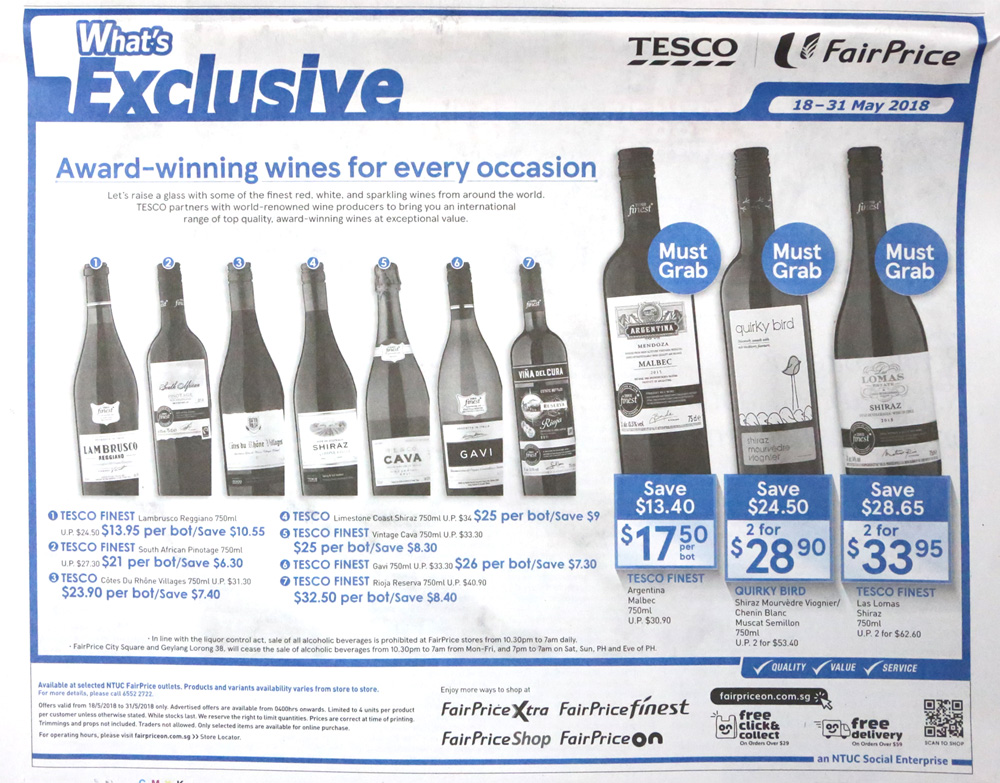 What's
Exclusive
TESCO
FairPrice
18–31 May 2018
Award-winning wines for every occasion
Let's raise a glass with some of the finest red, white, and sparkling wines from around the world.
TESCO partners with world-renowned wine producers to bring you an international
range of top quality, award-winning wines at exceptional value.
1
2
3
4
5
6
7
Must
Grab
Must
Grab
Must
Grab
finest
LAMBRUSCO
REGGIANO
South African
SHIRAZ
finest
CAVA
finest
GAVI
VIÑA DEL CURA
RESERVA
Rioja
finest
ARGENTINA
MENDOZA
MALBEC
finest
75cl
quirky bird
shiraz
mourvèdre
viognier
finest
LOMAS
SHIRAZ
1 TESCO FINEST Lambrusco Reggiano 750ml
U.P. $24.50 $13.95 per bot/Save $10.55
2 TESCO FINEST South African Pinotage 750ml
U.P. $27.30 $21 per bot/Save $6.30
3 TESCO Côtes Du Rhône Villages 750ml U.P. $31.30
$23.90 per bot/Save $7.40
4 TESCO Limestone Coast Shiraz 750ml U.P. $34 $25 per bot/Save $9
5 TESCO FINEST Vintage Cava 750ml U.P. $33.30
$25 per bot/Save $8.30
6 TESCO FINEST Gavi 750ml U.P. $33.30 $26 per bot/Save $7.30
7 TESCO FINEST Rioja Reserva 750ml U.P. $40.90
$32.50 per bot/Save $8.40
Save
$13.40
$17.50 per bot
TESCO FINEST
Argentina
Malbec
750ml
U.P. $30.90
Save
$24.50
2 for
$28.90
QUIRKY BIRD
Shiraz Mourvèdre Viognier/
Chenin Blanc
Muscat Semillon
750ml
U.P. 2 for $53.40
Save
$28.65
2 for
$33.95
TESCO FINEST
Las Lomas
Shiraz
750ml
U.P. 2 for $62.60
• In line with the liquor control act, sale of all alcoholic beverages is prohibited at FairPrice stores from 10.30pm to 7am daily.
• FairPrice City Square and Geylang Lorong 38, will cease the sale of alcoholic beverages from 10.30pm to 7am from Mon-Fri, and 7pm to 7am on Sat, Sun, PH and Eve of PH.
QUALITY VALUE SERVICE
Available at selected NTUC FairPrice outlets. Products and variants availability varies from store to store.
For more details, please call 6552 2722.
Offers valid from 18/5/2018 to 31/5/2018 only. Advertised offers are available from 0400hrs onwards. Limited to 4 units per product
per customer unless otherwise stated. While stocks last. We reserve the right to limit quantities. Prices are correct at time of printing.
Trimmings and props not included. Traders not allowed. Only selected items are available for online purchase.
For operating hours, please visit fairpriceon.com.sg >> Store Locator.
Enjoy more ways to shop at
FairPrice Xtra FairPrice finest
FairPrice Shop FairPrice ON
fairpriceon.com.sg
free
click&
collect
On Orders Over $39
free
delivery
On Orders Over $59
SCAN TO SHOP
an NTUC Social Enterprise